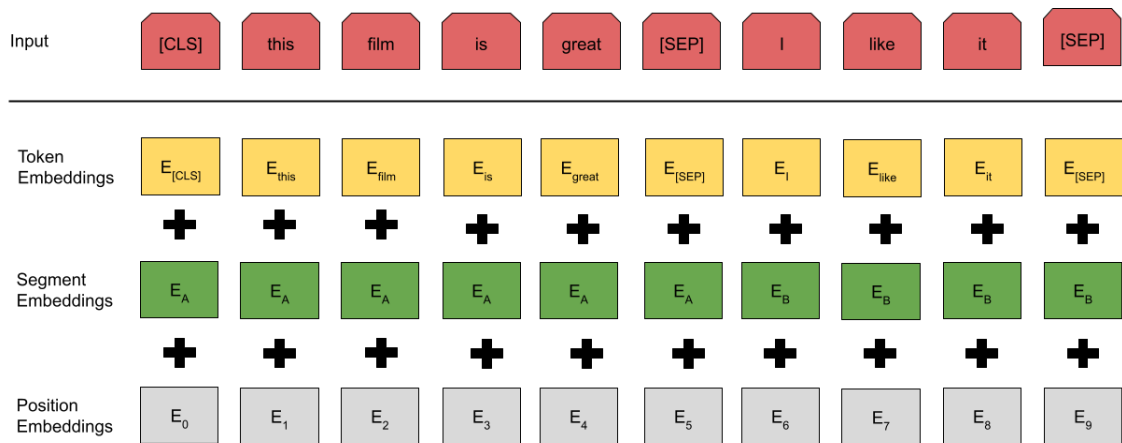 Input [CLS] this film is great [SEP] I like it [SEP]
Token
Embeddings
E[CLS] Ethis Efilm Eis Egreat E[SEP] EI Elike Eit E[SEP]
Segment
Embeddings
EA EA EA EA EA EA EB EB EB EB
Position
Embeddings
E0 E1 E2 E3 E4 E5 E6 E7 E8 E9